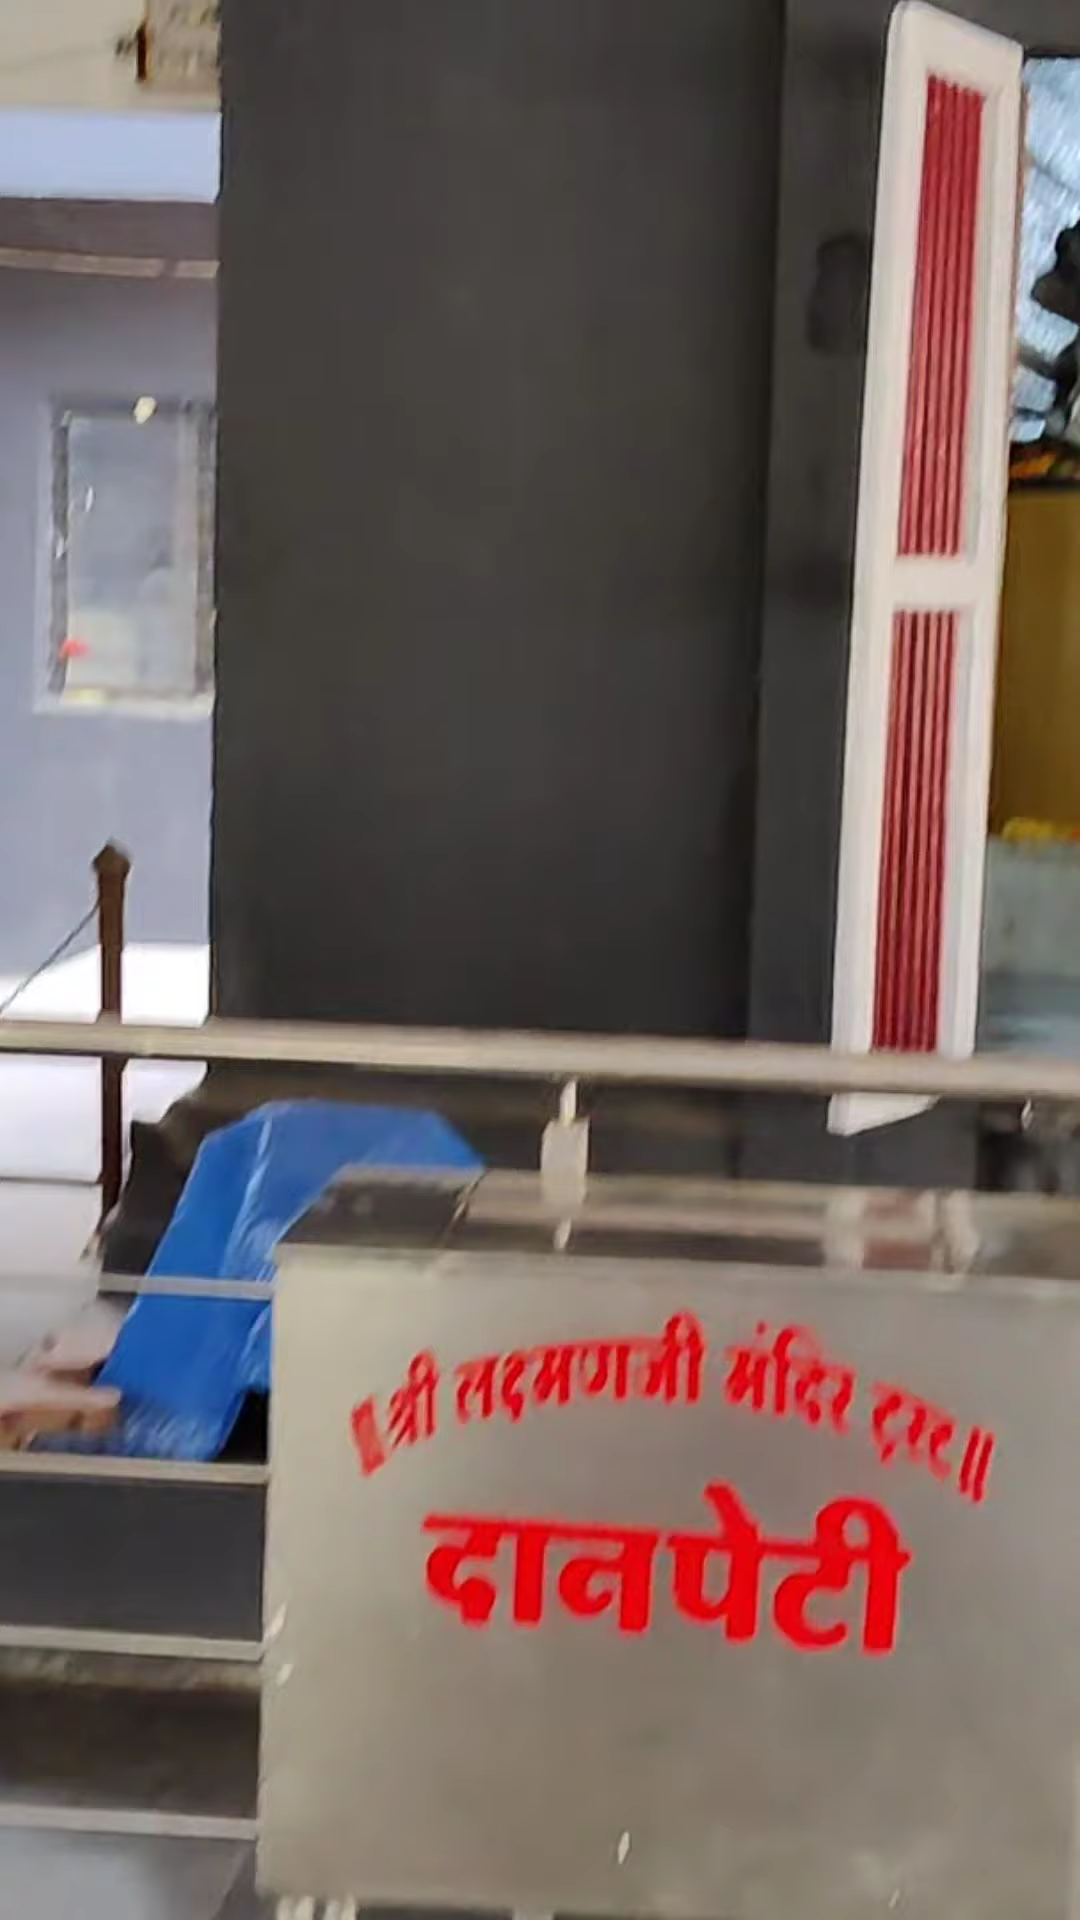 ॥ श्री लक्ष्मणजी मंदिर ट्रस्ट ॥
दानपेटी